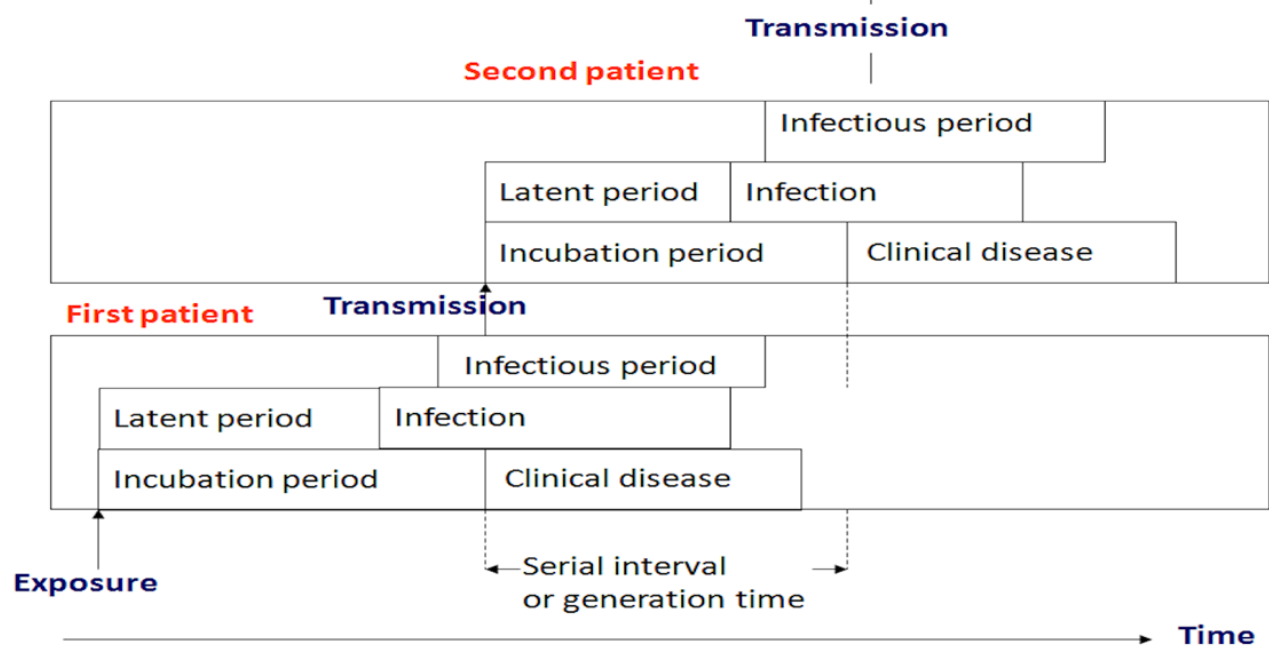 Transmission
Second patient
Infectious period
Latent period
Infection
Incubation period
Clinical disease
Transmission
First patient
Infectious period
Latent period
Infection
Incubation period
Clinical disease
Exposure
Serial interval
or generation time
Time